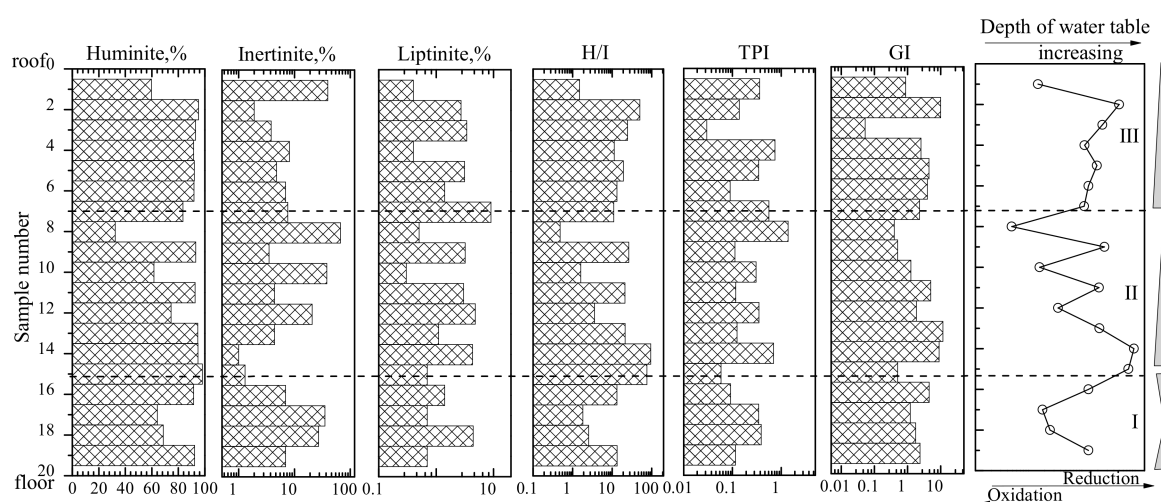 Depth of water table
increasing
Huminite,% Inertinite,% Liptinite,% H/I TPI GI
roof 0
2
4
6
8
10
12
14
16
18
20
floor
Sample number
III
II
I
0 20 40 60 80 100 1 10 100 0.1 1 10 0.1 1 10 100 0.01 0.1 1 0.01 0.1 1 10
Reduction
Oxidation